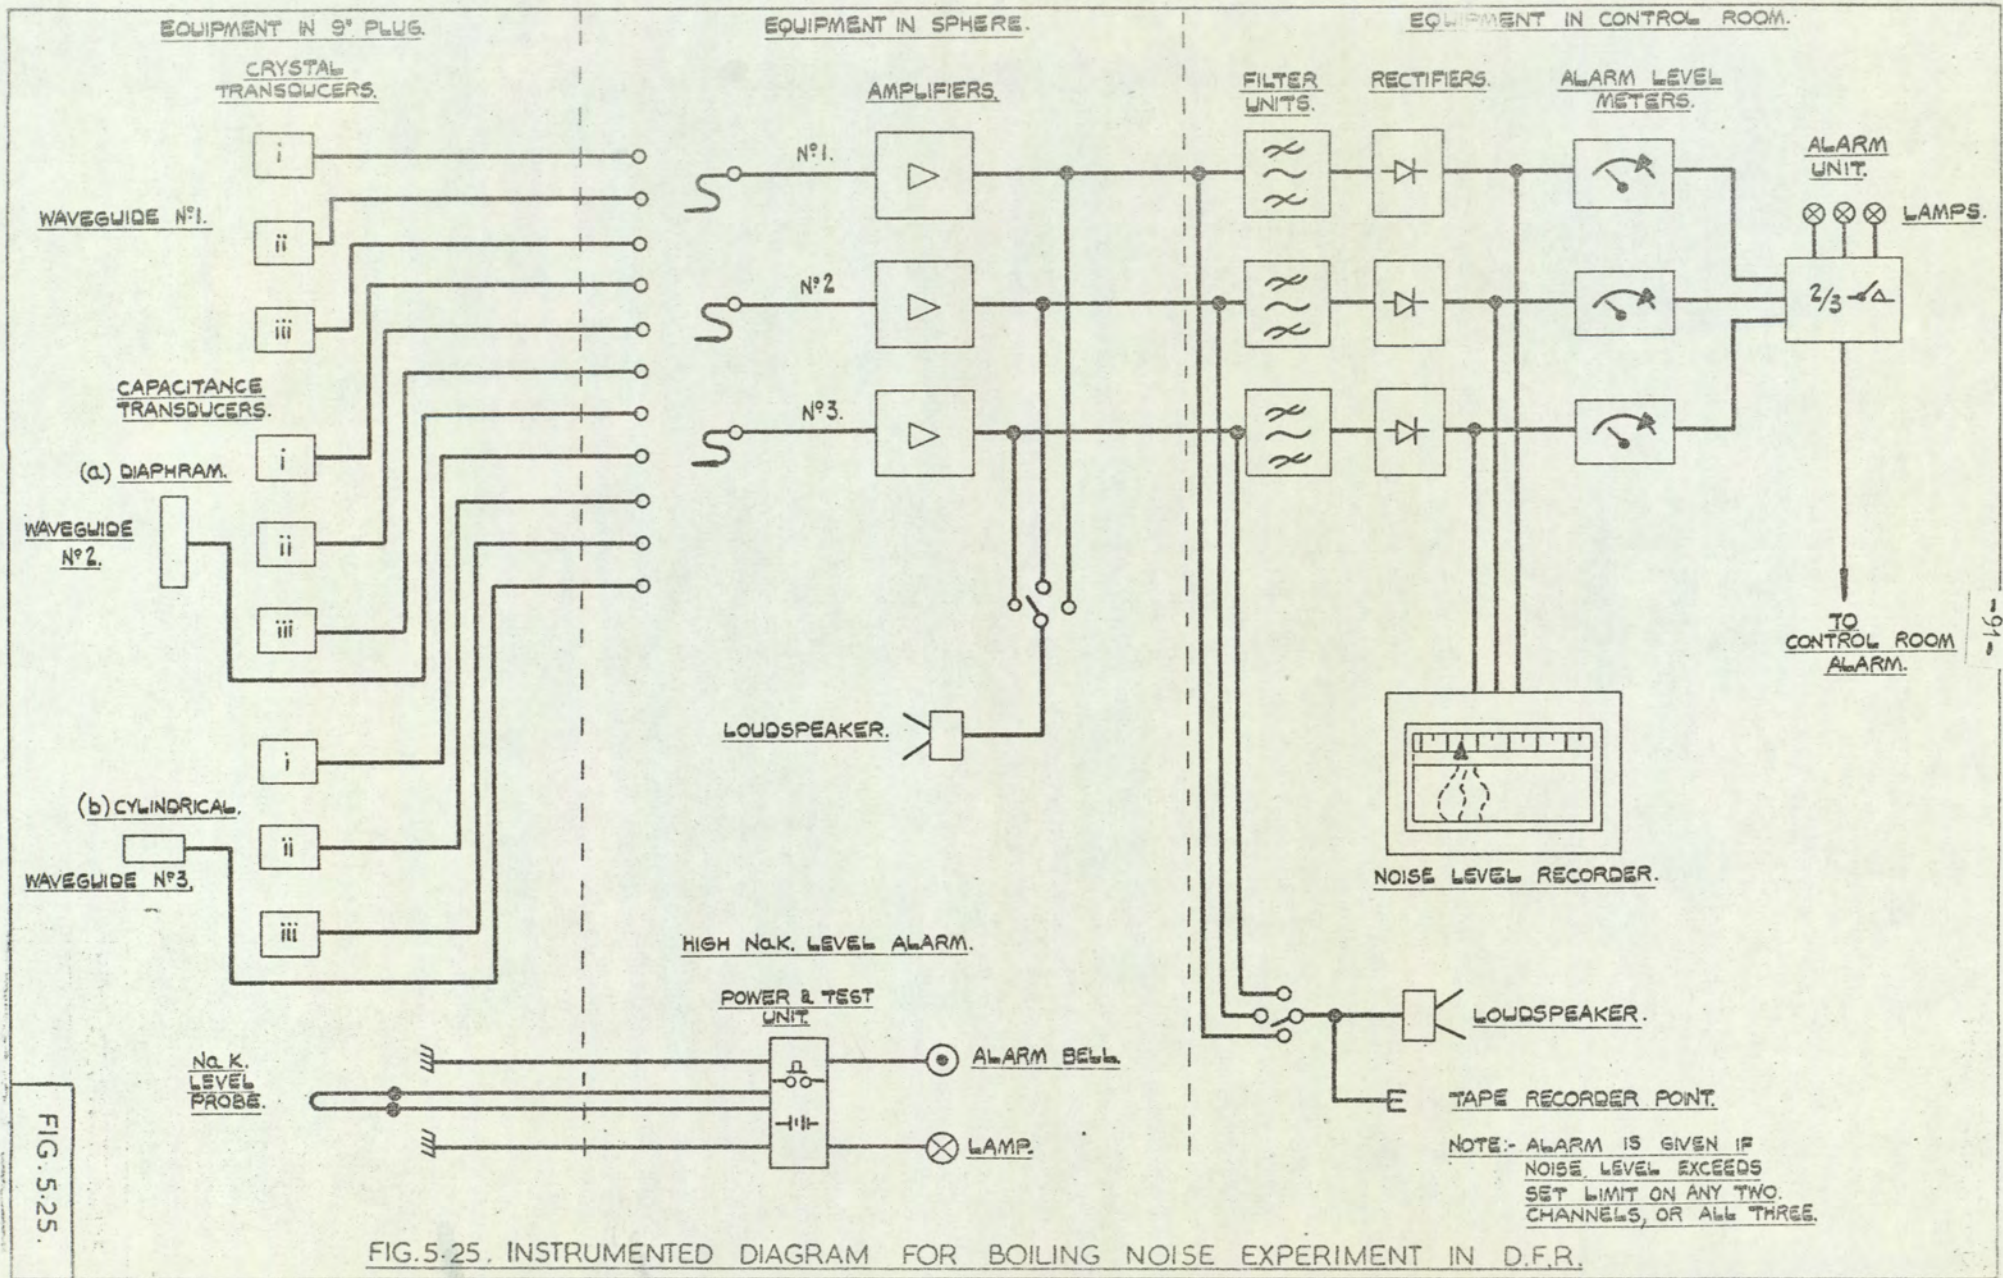 EQUIPMENT IN 9" PLUG.
EQUIPMENT IN SPHERE.
EQUIPMENT IN CONTROL ROOM.
CRYSTAL
TRANSDUCERS.
AMPLIFIERS.
FILTER
UNITS.
RECTIFIERS.
ALARM LEVEL
METERS.
ALARM
UNIT.
LAMPS.
i
Nº1.
WAVEGUIDE Nº1.
ii
iii
Nº2
2/3
CAPACITANCE
TRANSDUCERS.
Nº3.
(a) DIAPHRAM.
i
WAVEGUIDE
Nº2.
ii
iii
TO
CONTROL ROOM
ALARM.
-91-
LOUDSPEAKER.
i
(b) CYLINDRICAL.
ii
WAVEGUIDE Nº3.
iii
NOISE LEVEL RECORDER.
HIGH NaK. LEVEL ALARM.
POWER & TEST
UNIT.
LOUDSPEAKER.
NaK.
LEVEL
PROBE.
ALARM BELL.
LAMP.
E
TAPE RECORDER POINT.
NOTE:- ALARM IS GIVEN IF
NOISE LEVEL EXCEEDS
SET LIMIT ON ANY TWO.
CHANNELS, OR ALL THREE.
FIG. 5.25.
FIG.5·25. INSTRUMENTED DIAGRAM FOR BOILING NOISE EXPERIMENT IN D.F.R.